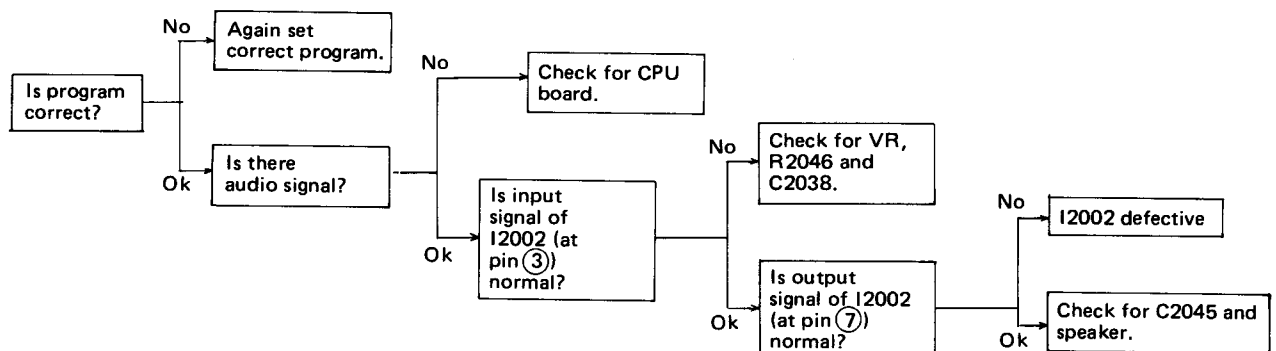 Is program
correct?
No
Again set
correct program.
Ok
Is there
audio signal?
No
Check for CPU
board.
Ok
Is input
signal of
I2002 (at
pin ③)
normal?
No
Check for VR,
R2046 and
C2038.
Ok
Is output
signal of I2002
(at pin ⑦)
normal?
No
I2002 defective
Ok
Check for C2045 and
speaker.